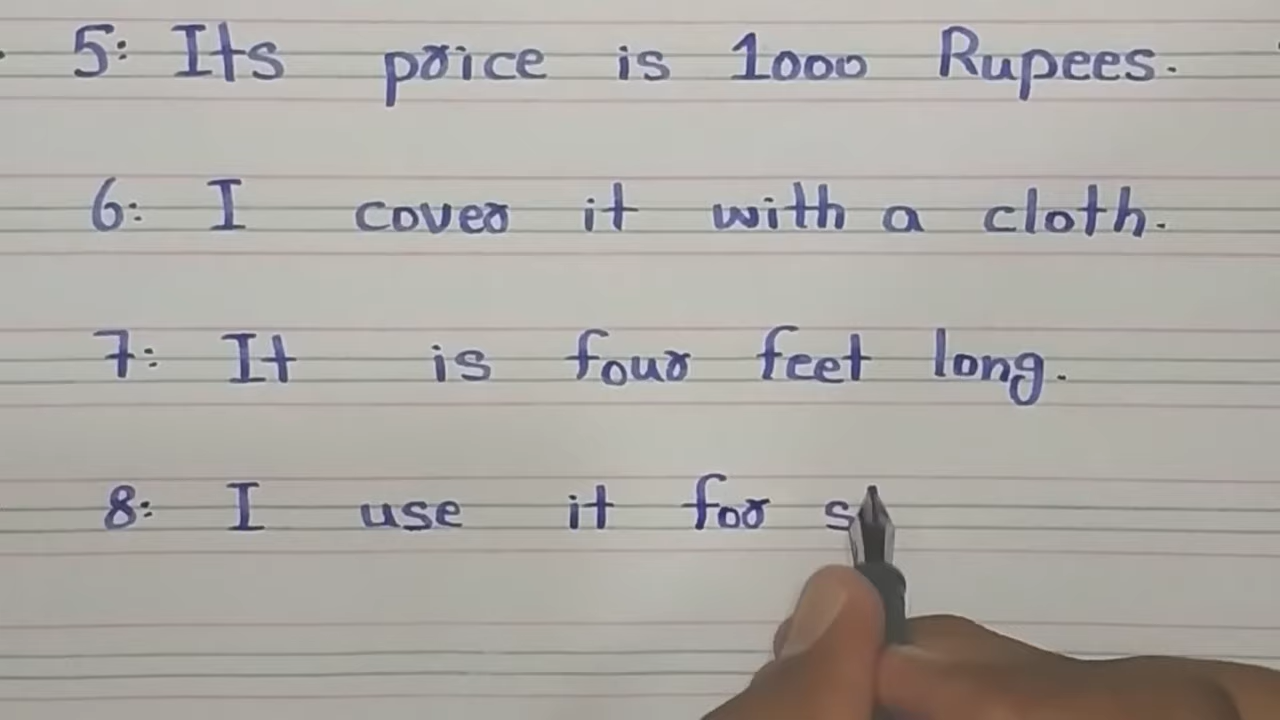 5: Its price is 1000 Rupees.
6: I cover it with a cloth.
7: It is four feet long.
8: I use it for s